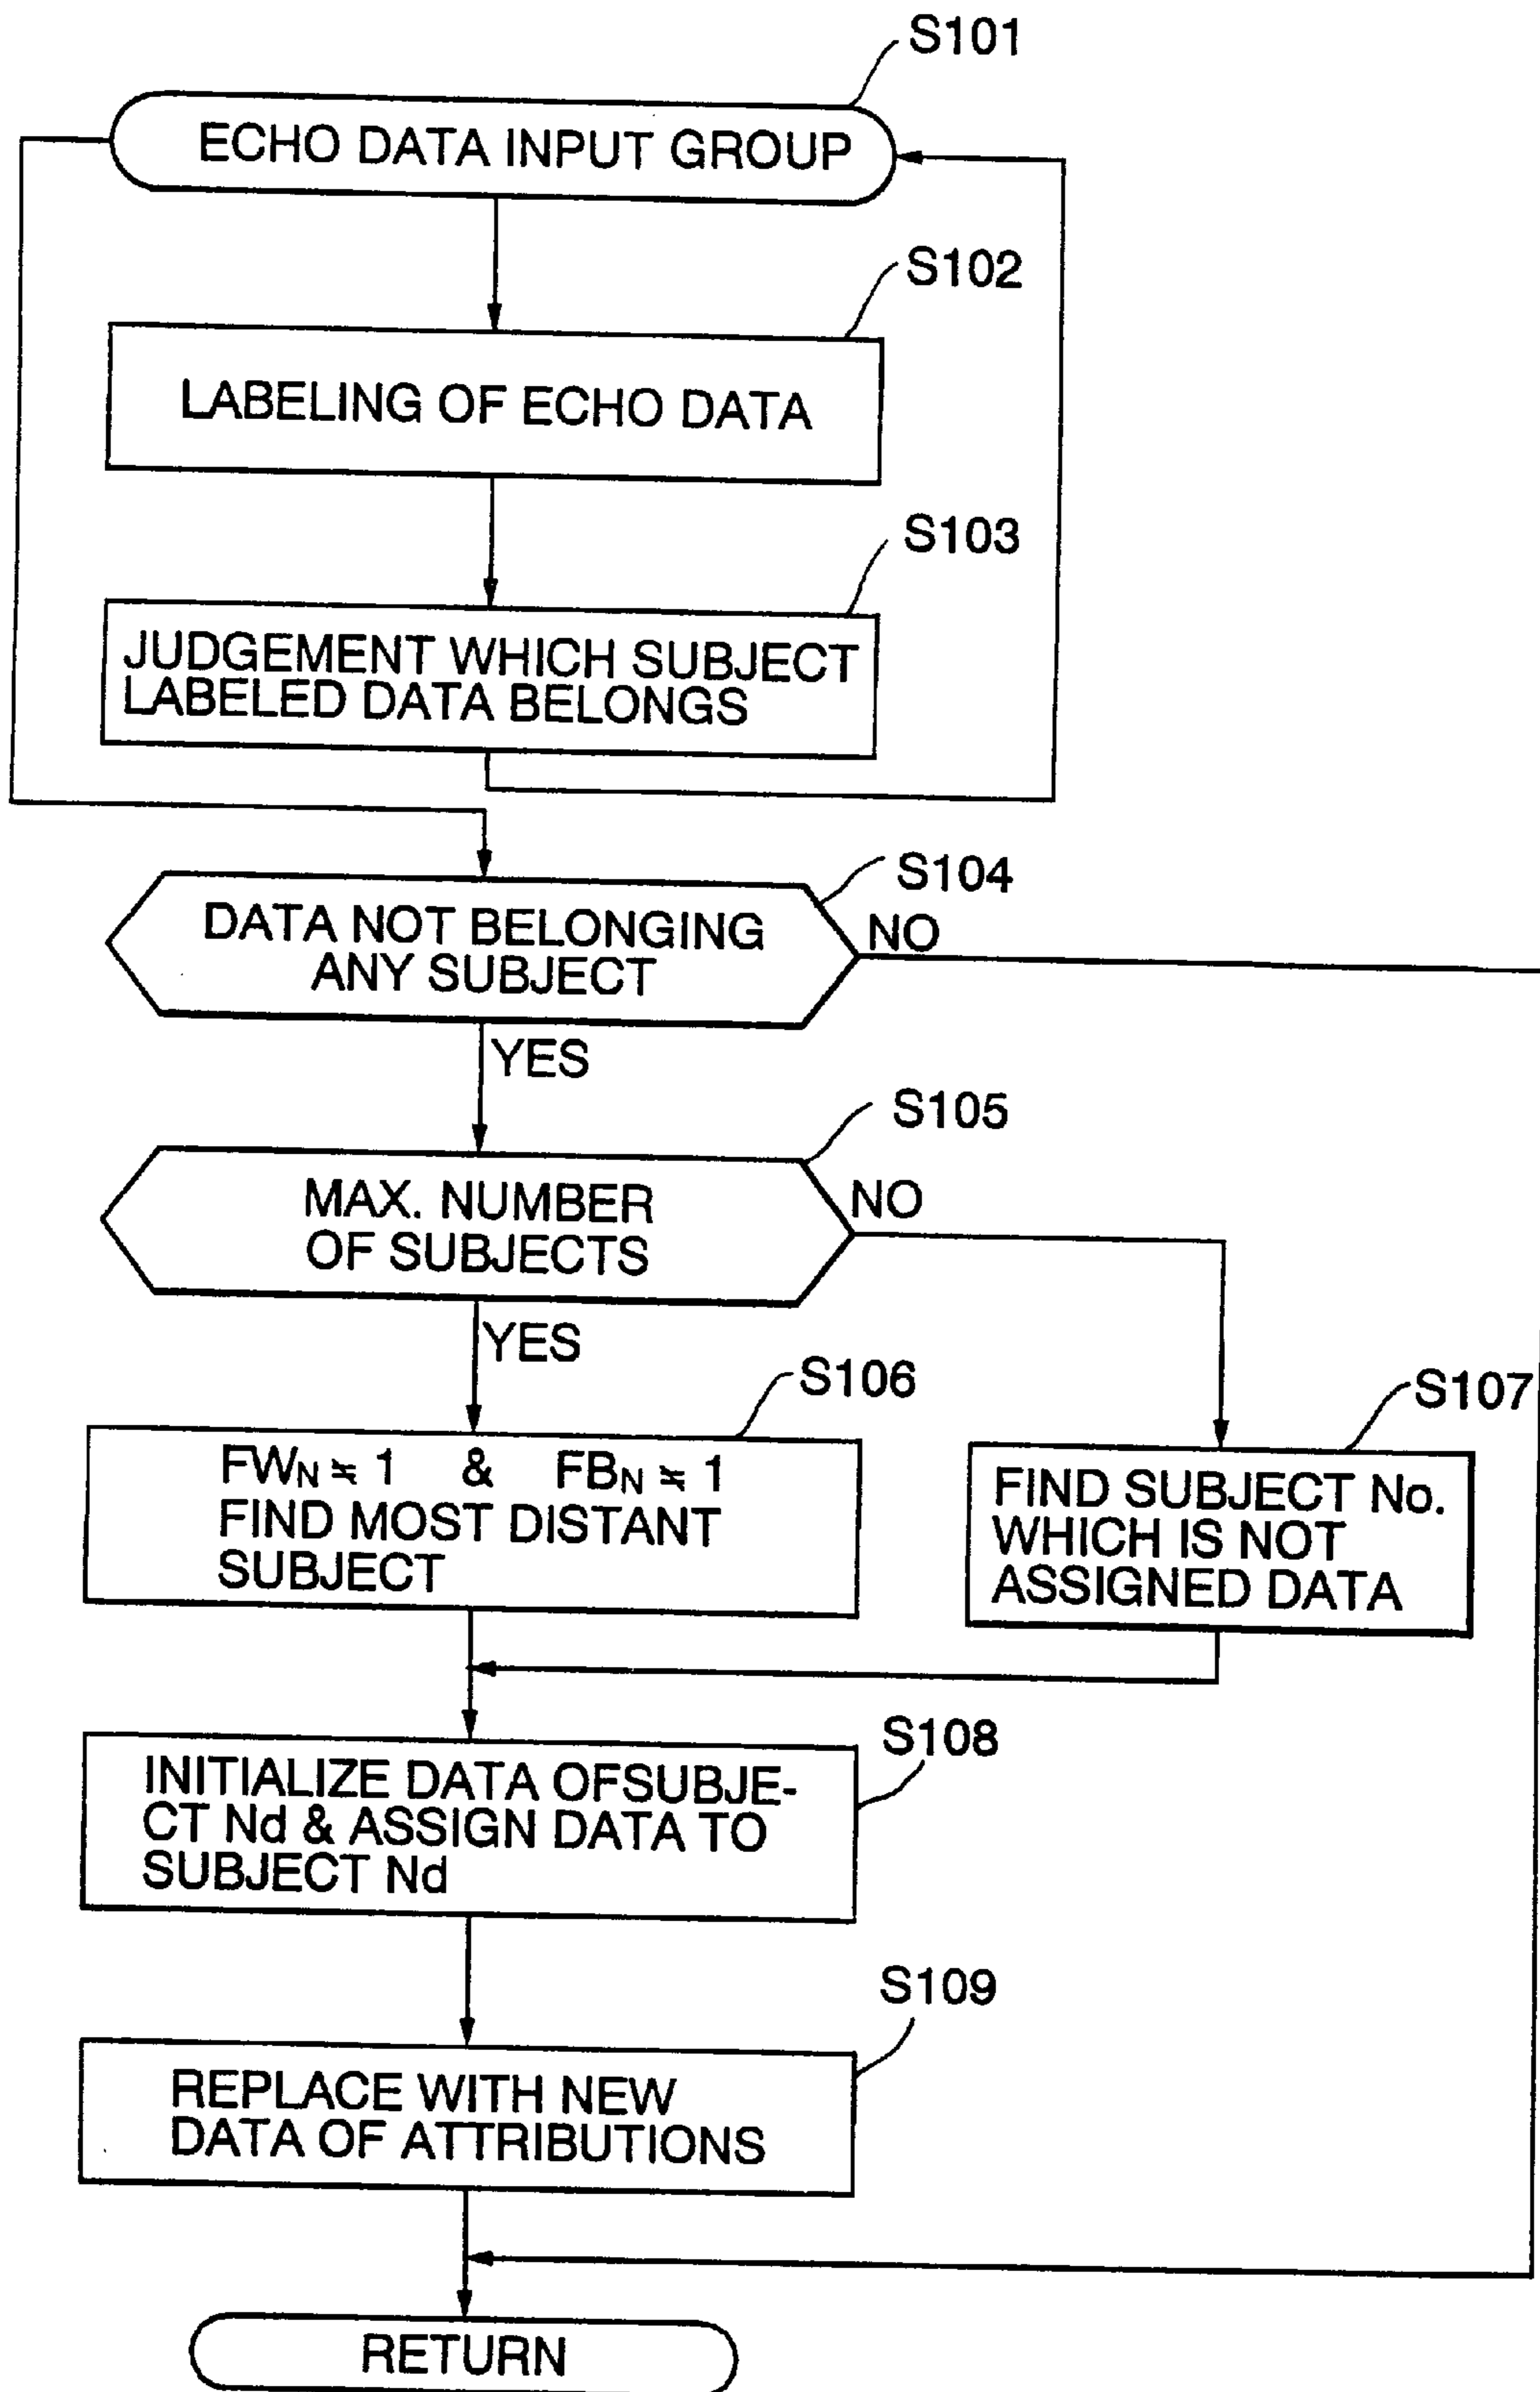 S101
ECHO DATA INPUT GROUP
S102
LABELING OF ECHO DATA
S103
JUDGEMENT WHICH SUBJECT
LABELED DATA BELONGS
S104
DATA NOT BELONGING
ANY SUBJECT
NO
YES
S105
MAX. NUMBER
OF SUBJECTS
NO
YES
S106
FWN ≠ 1 & FBN ≠ 1
FIND MOST DISTANT
SUBJECT
S107
FIND SUBJECT No.
WHICH IS NOT
ASSIGNED DATA
S108
INITIALIZE DATA OFSUBJE-
CT Nd & ASSIGN DATA TO
SUBJECT Nd
S109
REPLACE WITH NEW
DATA OF ATTRIBUTIONS
RETURN